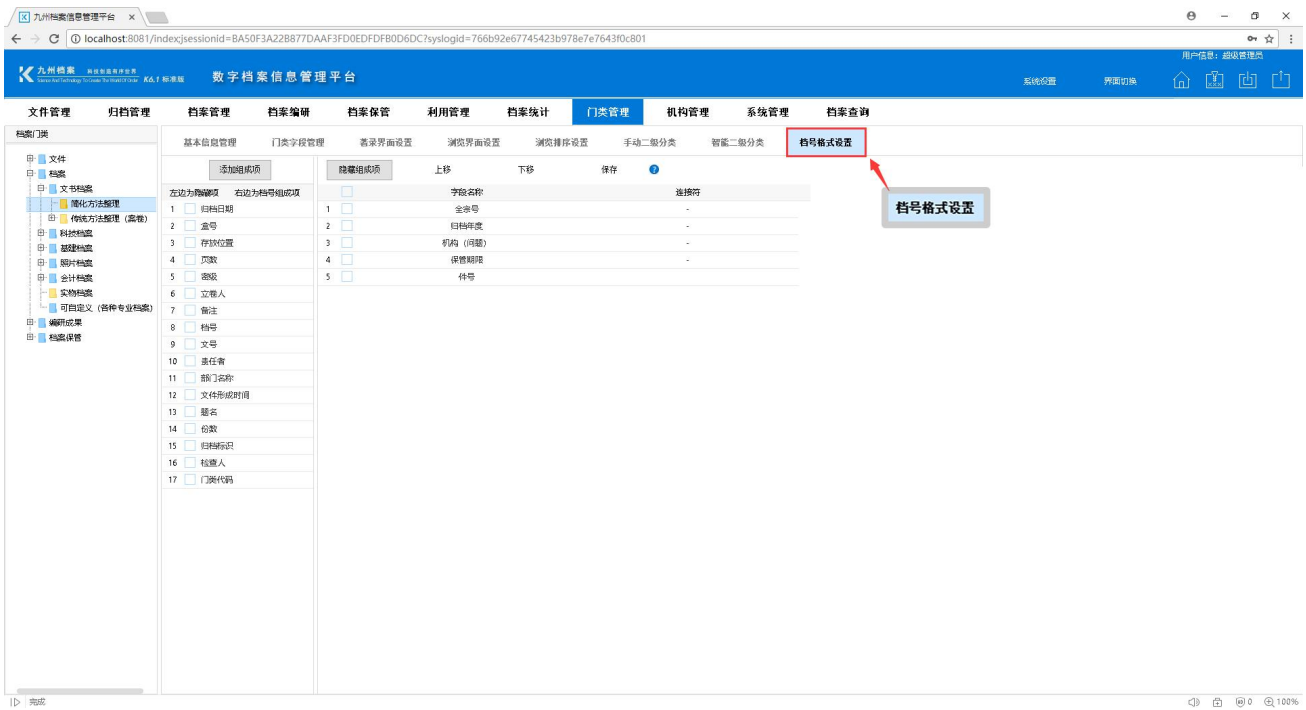 九州档案信息管理平台 ×
localhost:8081/index;jsessionid=BA50F3A22B877DAAF3FD0EDFDFB0D6DC?syslogid=766b92e67745423b978e7e7643f0c801
用户信息: 超级管理员
九州档案 科技创造有序世界 K6.1 标准版 数字档案信息管理平台
系统设置 界面切换
文件管理 归档管理 档案管理 档案编研 档案保管 利用管理 档案统计 门类管理 机构管理 系统管理 档案查询
档案门类
基本信息管理 门类字段管理 著录界面设置 浏览界面设置 浏览排序设置 手动二级分类 智能二级分类 档号格式设置
文件
档案
文书档案
简化方法整理
传统方法整理（案卷）
科技档案
基建档案
照片档案
会计档案
实物档案
可自定义（各种专业档案）
编研成果
档案保管
添加组成项
左边为隐藏项 右边为档号组成项
1 归档日期
2 盒号
3 存放位置
4 页数
5 密级
6 立卷人
7 备注
8 档号
9 文号
10 责任者
11 部门名称
12 文件形成时间
13 题名
14 份数
15 归档标识
16 检查人
17 门类代码
隐藏组成项 上移 下移 保存 ?
字段名称 连接符
1 全宗号 -
2 归档年度 -
3 机构（问题） -
4 保管期限 -
5 件号
档号格式设置
完成
0 100%